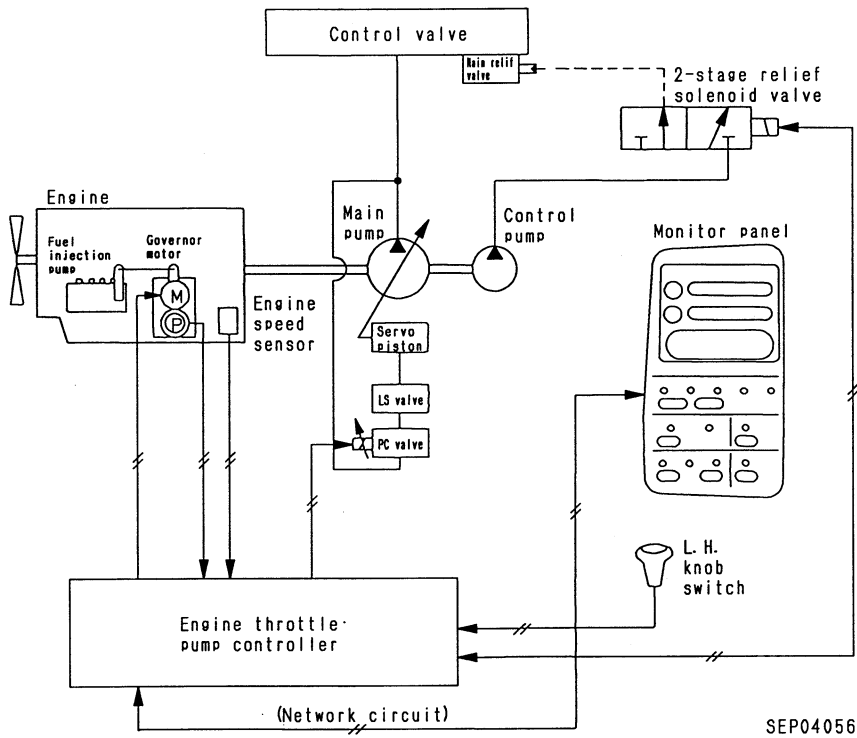 Control valve
Main relif
valve
2-stage relief
solenoid valve
Engine
Fuel
injection
pump
Governor
motor
M
P
Engine
speed
sensor
Main
pump
Control
pump
Monitor panel
Servo
piston
LS valve
PC valve
L. H.
knob
switch
Engine throttle·
pump controller
(Network circuit)
SEP04056